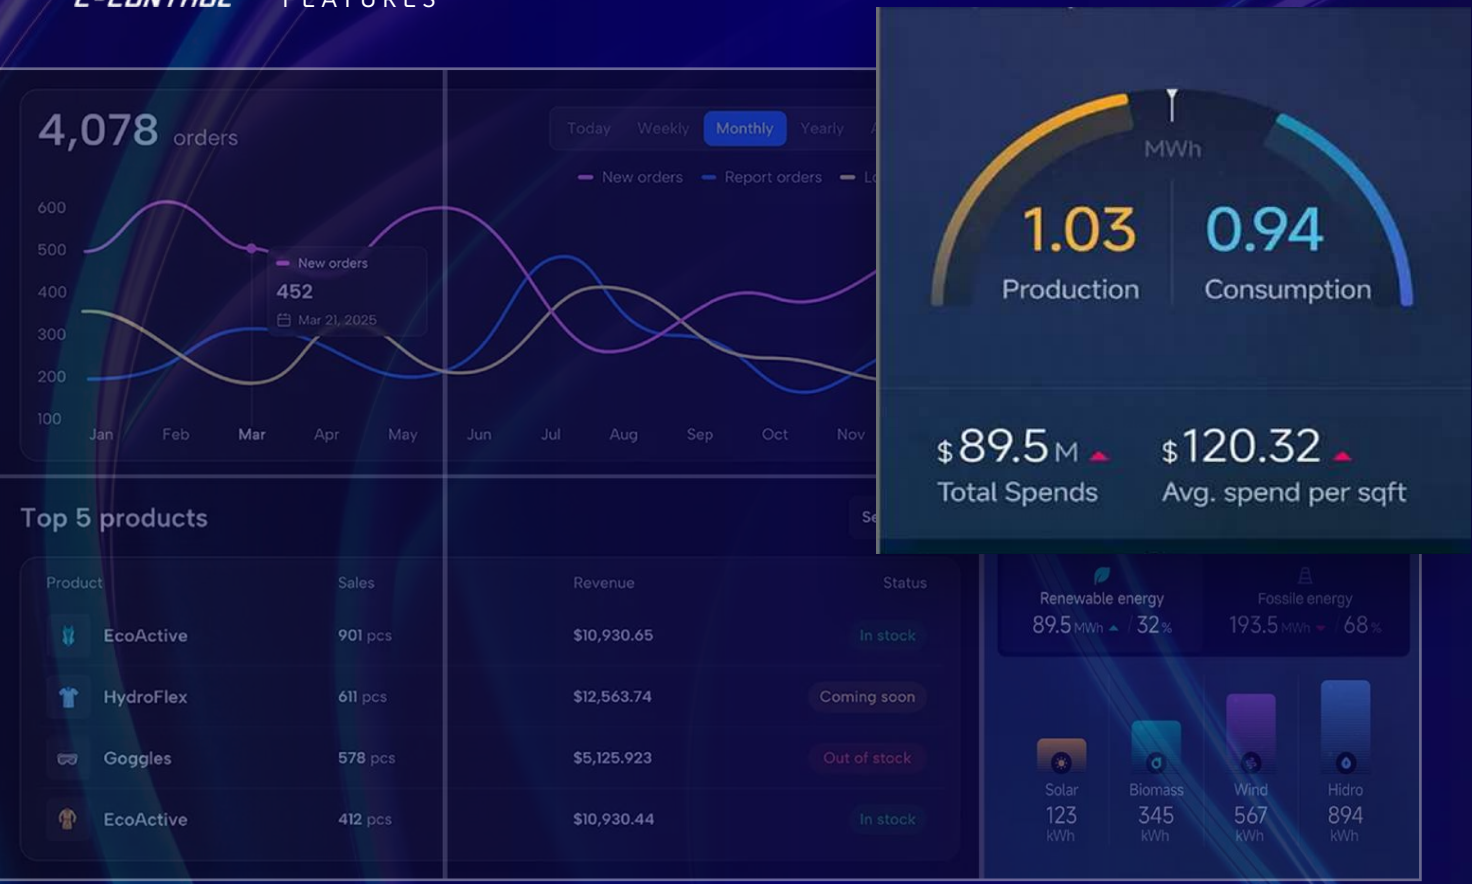 E-CONTROL FEATURES
4,078 orders
Today Weekly Monthly Yearly
New orders Report orders
600
500
400
300
200
100
New orders
452
Mar 21, 2025
Jan Feb Mar Apr May Jun Jul Aug Sep Oct Nov
MWh
1.03 0.94
Production Consumption
$89.5M $120.32
Total Spends Avg. spend per sqft
Top 5 products
Product Sales Revenue Status
EcoActive 901 pcs $10,930.65 In stock
HydroFlex 611 pcs $12,563.74 Coming soon
Goggles 578 pcs $5,125.923 Out of stock
EcoActive 412 pcs $10,930.44 In stock
Renewable energy Fossile energy
89.5 MWh / 32% 193.5 MWh / 68%
Solar Biomass Wind Hidro
123 345 567 894
kWh kWh kWh kWh